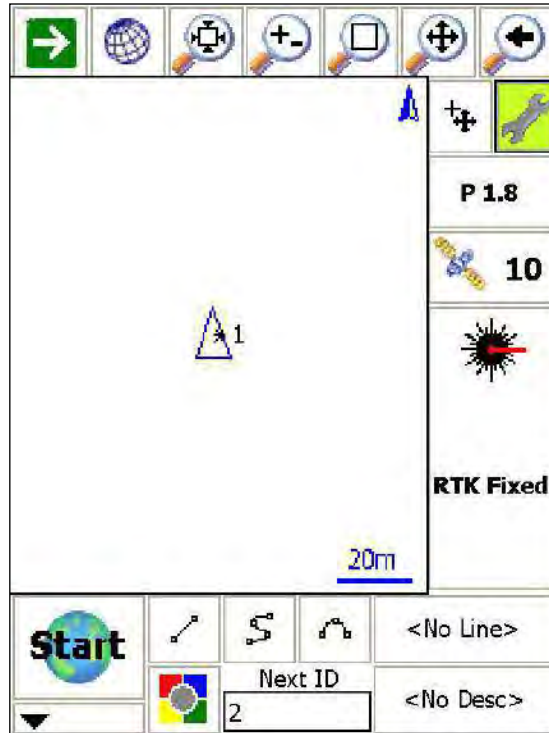 P 1.8
10
1
RTK Fixed
20m
Start
<No Line>
Next ID
2
<No Desc>